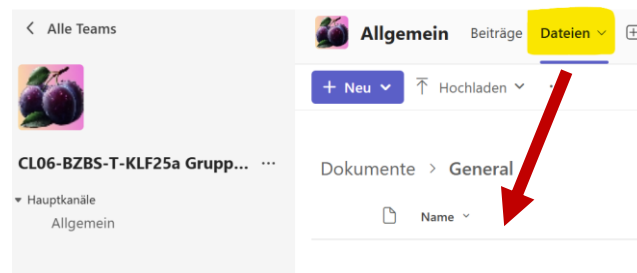 Alle Teams
CL06-BZBS-T-KLF25a Grupp... ...
Hauptkanäle
Allgemein
Allgemein Beiträge Dateien
+ Neu Hochladen
Dokumente > General
Name